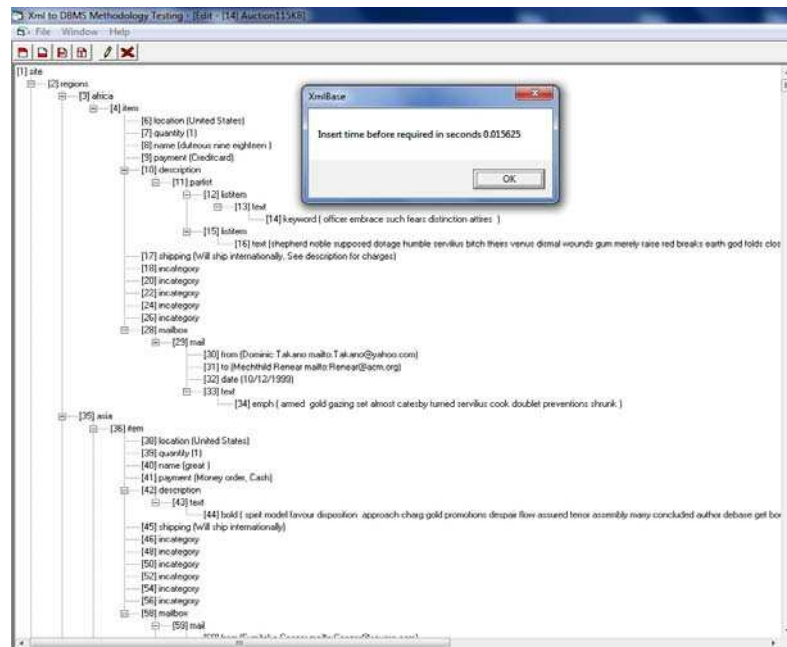 Xml to DBMS Methodology Testing - [Edit - [14] Auction115KB]
File Window Help
[1] site
[2] regions
[3] africa
[4] item
[6] location (United States)
[7] quantity (1)
[8] name (duteous nine eighteen )
[9] payment (Creditcard)
[10] description
[11] parlist
[12] listitem
[13] text
[14] keyword ( officer embrace such fears distinction attires )
[15] listitem
[16] text (shepherd noble supposed dotage humble servilius bitch theirs venus dismal wounds gum merely raise red breaks earth god folds clos
[17] shipping (Will ship internationally, See description for charges)
[18] incategory
[20] incategory
[22] incategory
[24] incategory
[26] incategory
[28] mailbox
[29] mail
[30] from (Dominic Takano mailto:Takano@yahoo.com)
[31] to (Mechthild Renear mailto:Renear@acm.org)
[32] date (10/12/1999)
[33] text
[34] emph ( armed gold gazing set almost catesby turned servilius cook doublet preventions shrunk )
[35] asia
[36] item
[38] location (United States)
[39] quantity (1)
[40] name (great )
[41] payment (Money order, Cash)
[42] description
[43] text
[44] bold ( spirit model favour disposition approach charg gold promotions despair flow assured terror assembly marry concluded author debase get bo
[45] shipping (Will ship internationally)
[46] incategory
[48] incategory
[50] incategory
[52] incategory
[54] incategory
[56] incategory
[58] mailbox
[59] mail
XmlBase
Insert time before required in seconds 0.015625
OK